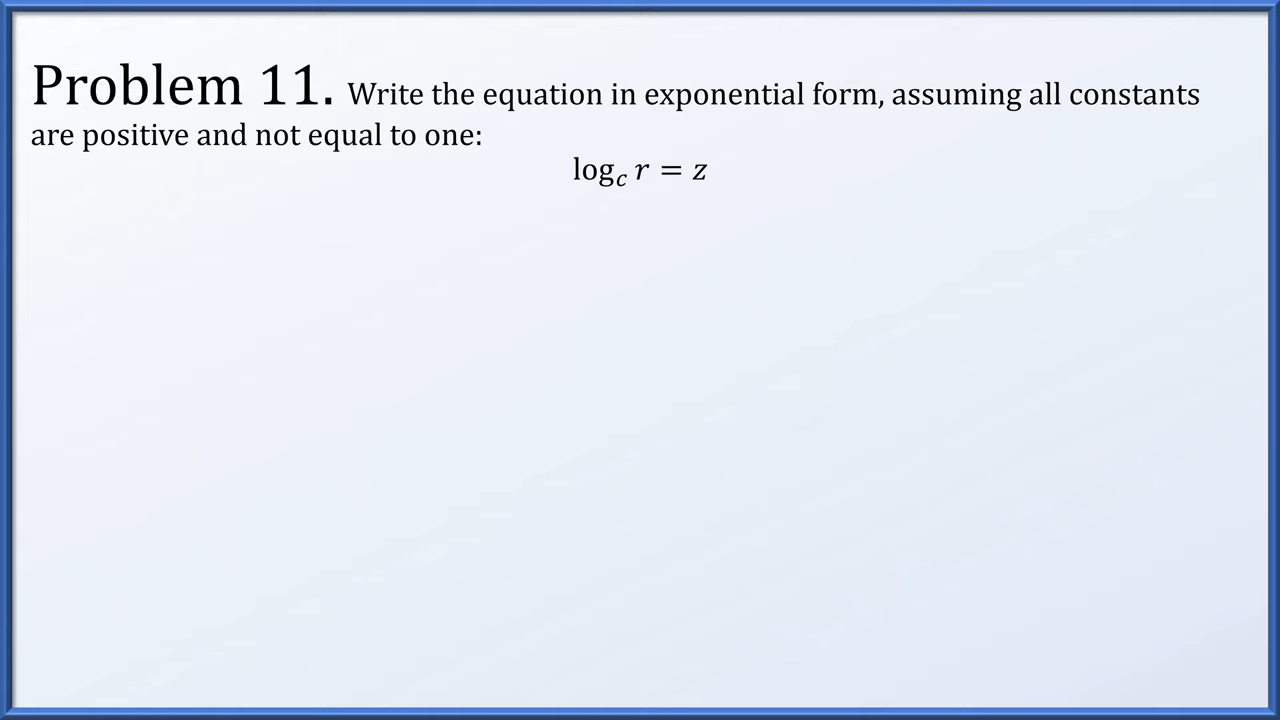 Problem 11. Write the equation in exponential form, assuming all constants
are positive and not equal to one:
log_c r = z